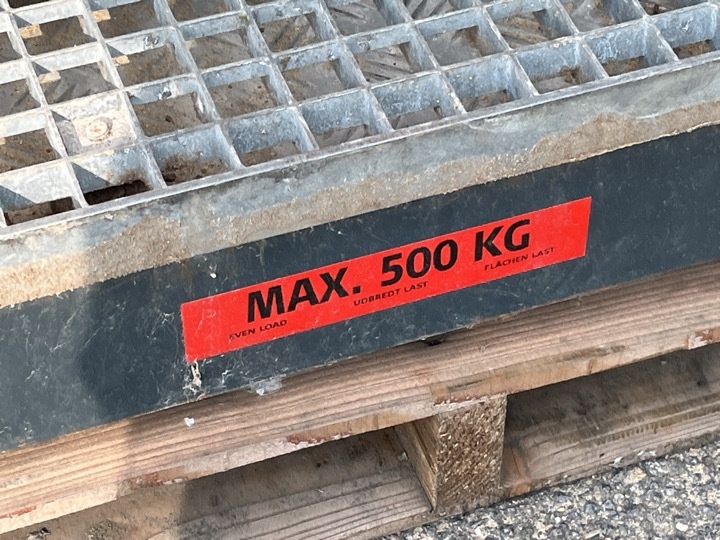 MAX. 500 KG
EVEN LOAD UDBREDT LAST FLÄCHEN LAST